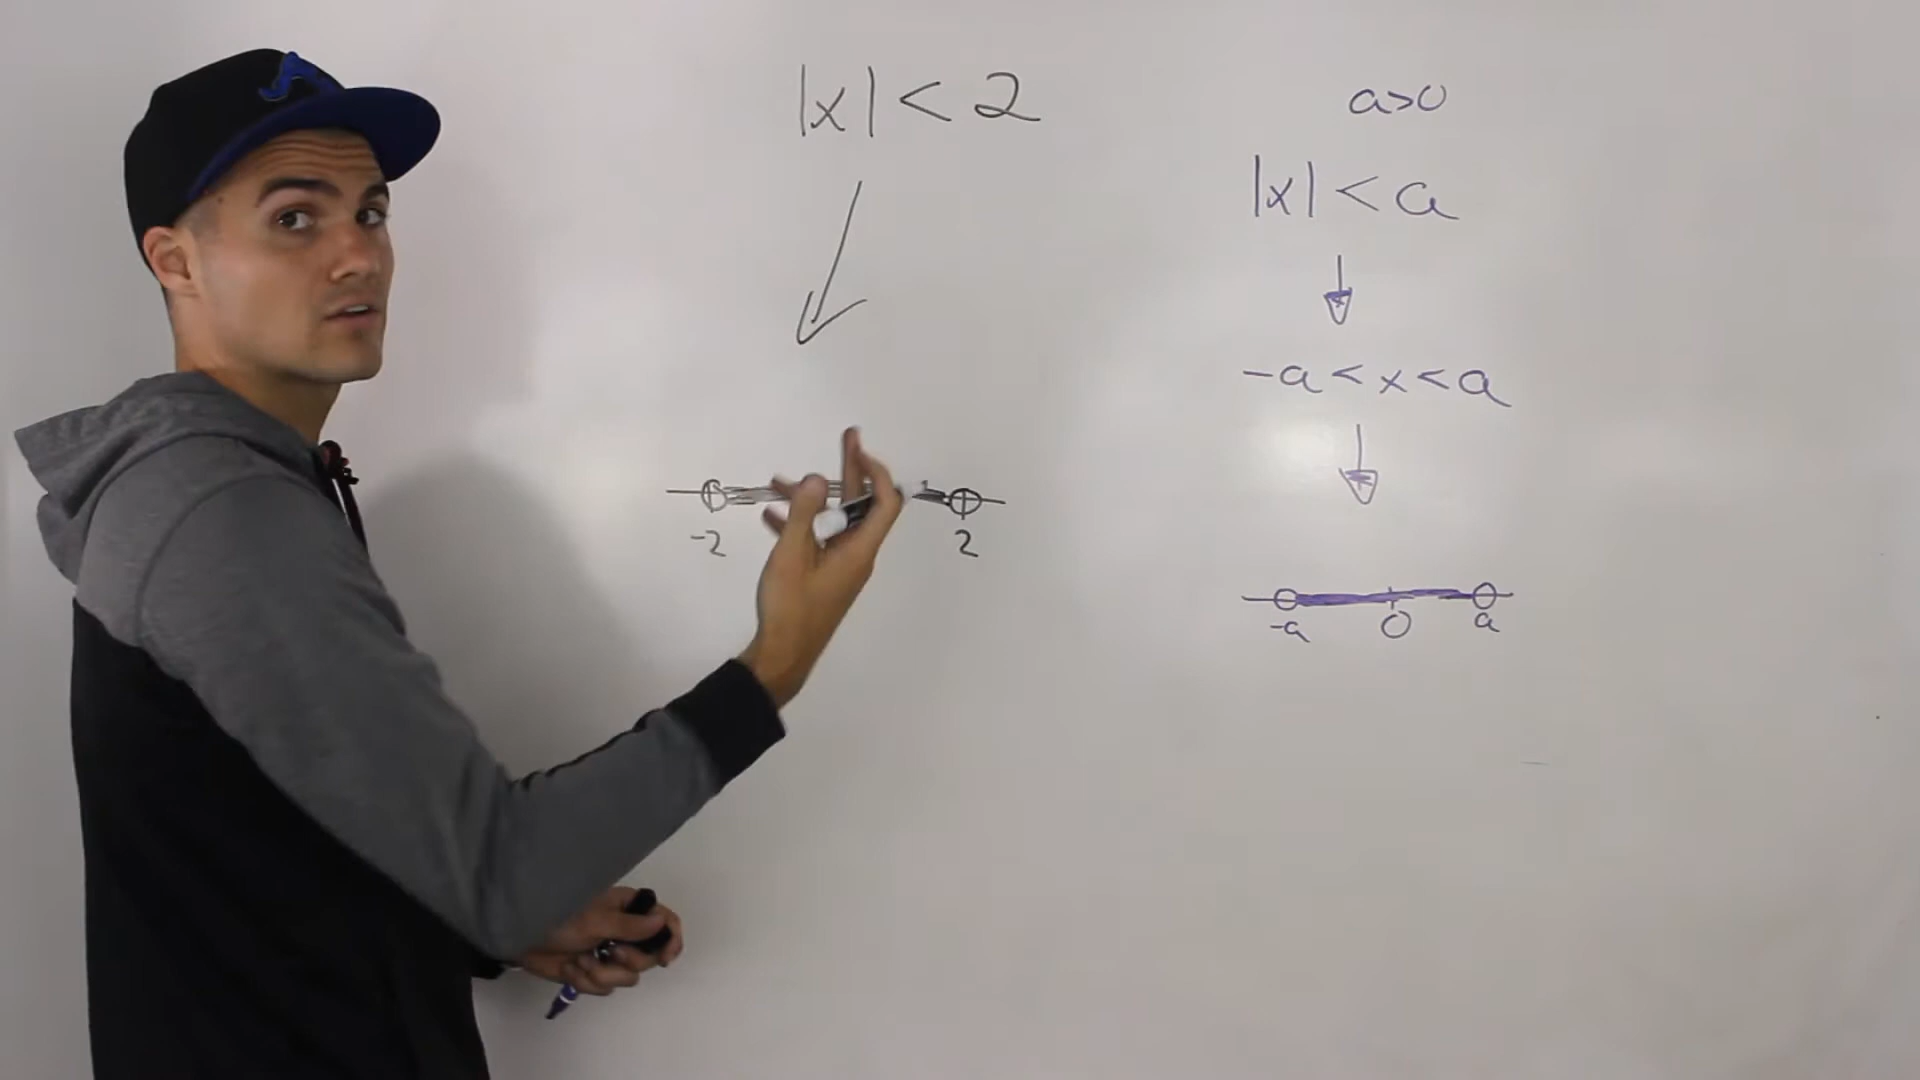 |x| < 2
-2 2
a>0
|x| < a
-a < x < a
-a 0 a